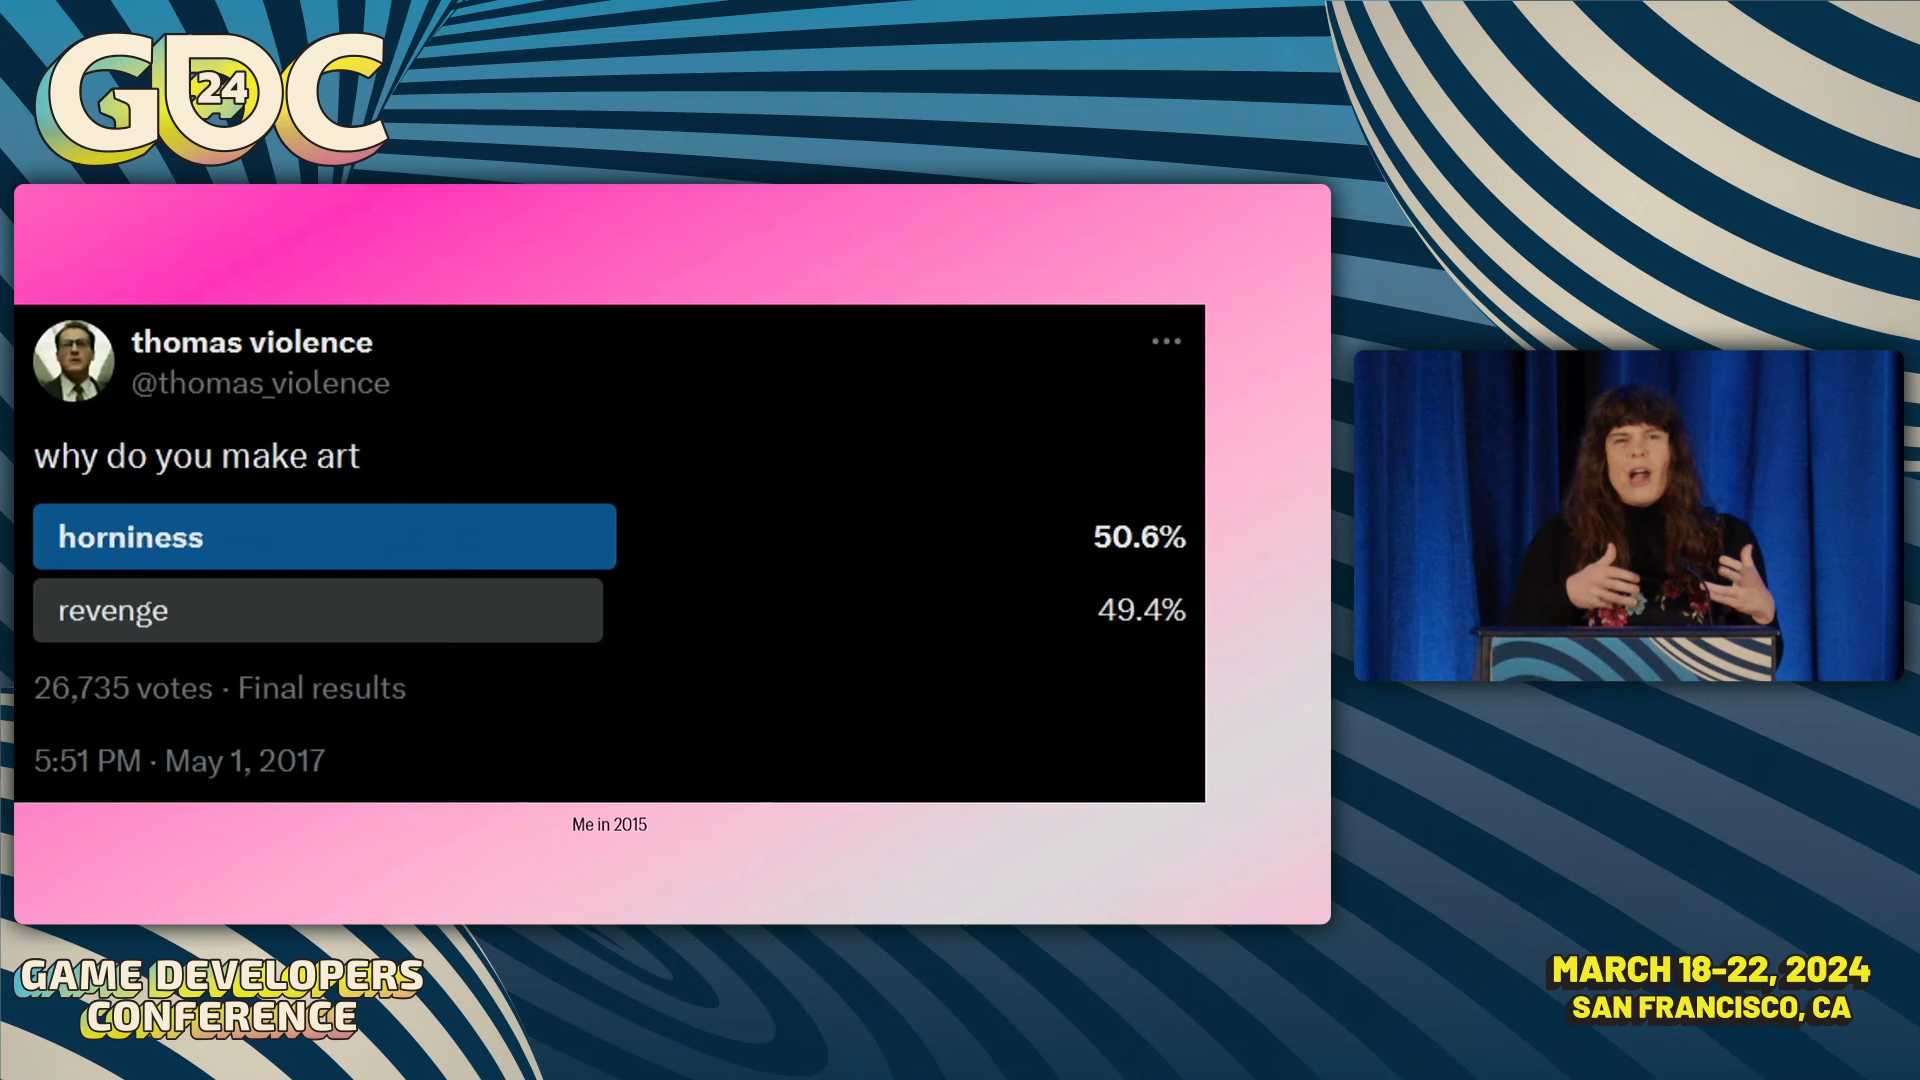 GDC
24
thomas violence
@thomas_violence
why do you make art
horniness 50.6%
revenge 49.4%
26,735 votes · Final results
5:51 PM · May 1, 2017
Me in 2015
GAME DEVELOPERS
CONFERENCE
MARCH 18-22, 2024
SAN FRANCISCO, CA